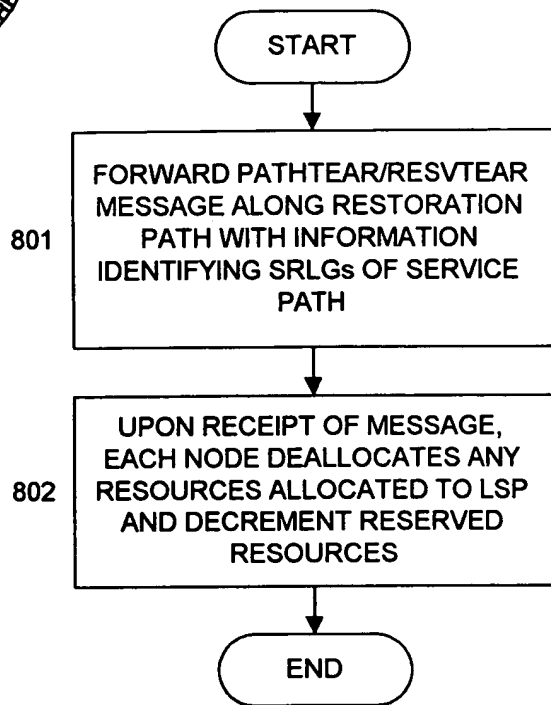 START
801
FORWARD PATHTEAR/RESVTEAR
MESSAGE ALONG RESTORATION
PATH WITH INFORMATION
IDENTIFYING SRLGs OF SERVICE
PATH
802
UPON RECEIPT OF MESSAGE,
EACH NODE DEALLOCATES ANY
RESOURCES ALLOCATED TO LSP
AND DECREMENT RESERVED
RESOURCES
END